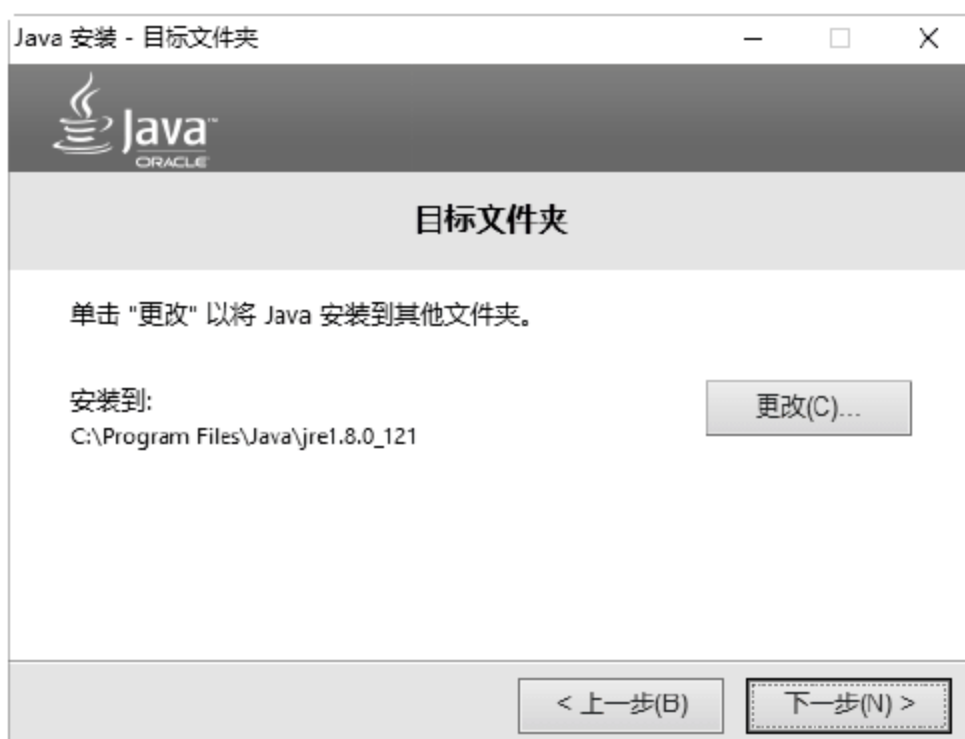 Java 安装 - 目标文件夹
Java™
ORACLE
目标文件夹
单击 "更改" 以将 Java 安装到其他文件夹。
安装到:
更改(C)...
C:\Program Files\Java\jre1.8.0_121
< 上一步(B)
下一步(N) >